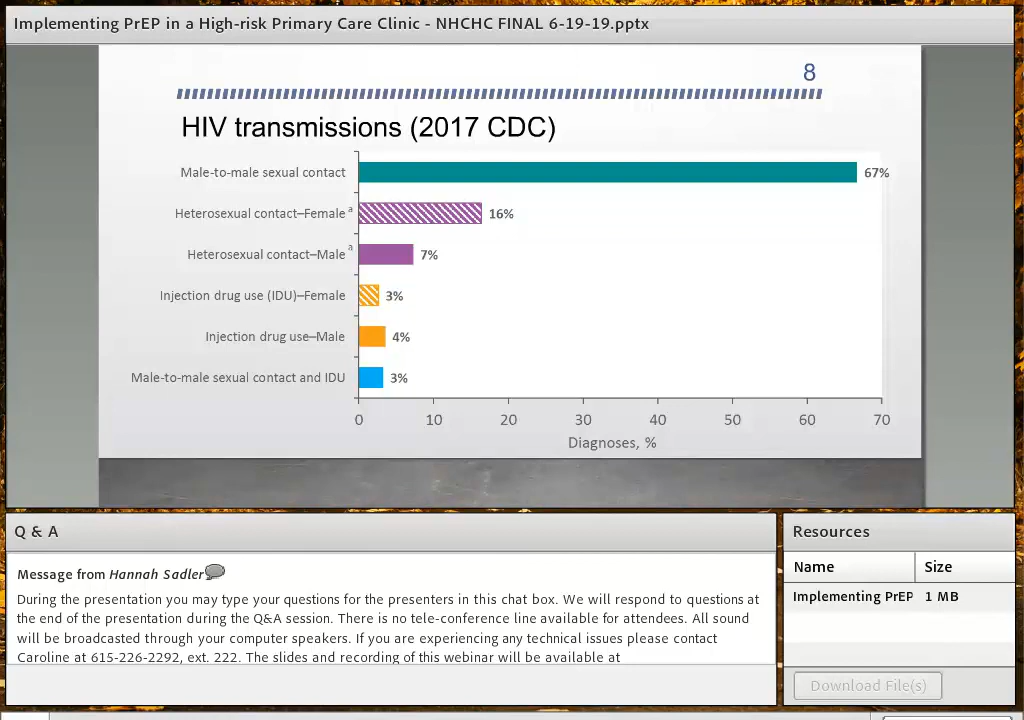 Implementing PrEP in a High-risk Primary Care Clinic - NHCHC FINAL 6-19-19.pptx
8
HIV transmissions (2017 CDC)
Male-to-male sexual contact 67%
Heterosexual contact–Female a 16%
Heterosexual contact–Male a 7%
Injection drug use (IDU)–Female 3%
Injection drug use–Male 4%
Male-to-male sexual contact and IDU 3%
0 10 20 30 40 50 60 70
Diagnoses, %
Q & A
Message from Hannah Sadler
During the presentation you may type your questions for the presenters in this chat box. We will respond to questions at
the end of the presentation during the Q&A session. There is no tele-conference line available for attendees. All sound
will be broadcasted through your computer speakers. If you are experiencing any technical issues please contact
Caroline at 615-226-2292, ext. 222. The slides and recording of this webinar will be available at
Resources
Name Size
Implementing PrEP 1 MB
Download File(s)